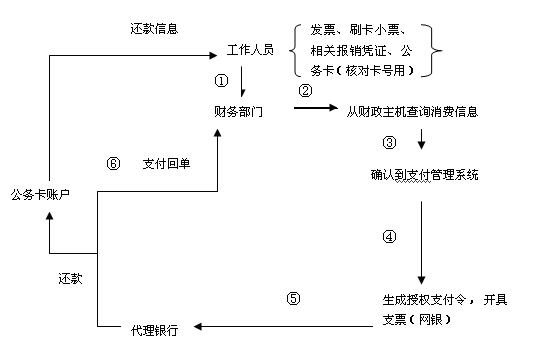 还款信息
工作人员
发票、刷卡小票、
相关报销凭证、公
务卡(核对卡号用)
①
②
财务部门
从财政主机查询消费信息
③
⑥ 支付回单
确认到支付管理系统
公务卡账户
④
还款
⑤
生成授权支付令，开具
支票(网银)
代理银行